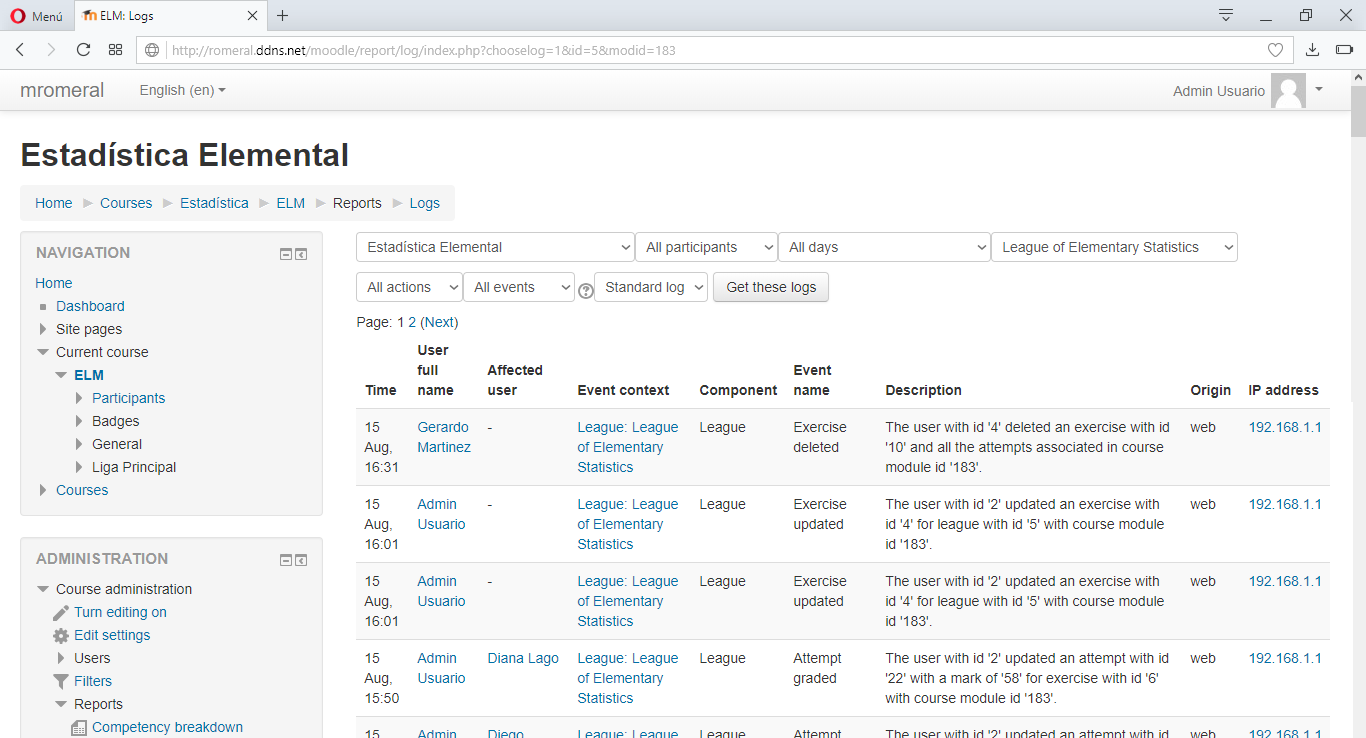 Menú
ELM: Logs
http://romeral.ddns.net/moodle/report/log/index.php?chooselog=1&id=5&modid=183
mromeral
English (en)
Admin Usuario
Estadística Elemental
Home
Courses
Estadística
ELM
Reports
Logs
NAVIGATION
Home
Dashboard
Site pages
Current course
ELM
Participants
Badges
General
Liga Principal
Courses
ADMINISTRATION
Course administration
Turn editing on
Edit settings
Users
Filters
Reports
Competency breakdown
Estadística Elemental
All participants
All days
League of Elementary Statistics
All actions
All events
?
Standard log
Get these logs
Page: 1 2 (Next)
Time
User
full
name
Affected
user
Event context
Component
Event
name
Description
Origin
IP address
15
Aug,
16:31
Gerardo
Martinez
-
League: League
of Elementary
Statistics
League
Exercise
deleted
The user with id '4' deleted an exercise with id
'10' and all the attempts associated in course
module id '183'.
web
192.168.1.1
15
Aug,
16:01
Admin
Usuario
-
League: League
of Elementary
Statistics
League
Exercise
updated
The user with id '2' updated an exercise with
id '4' for league with id '5' with course module
id '183'.
web
192.168.1.1
15
Aug,
16:01
Admin
Usuario
-
League: League
of Elementary
Statistics
League
Exercise
updated
The user with id '2' updated an exercise with
id '4' for league with id '5' with course module
id '183'.
web
192.168.1.1
15
Aug,
15:50
Admin
Usuario
Diana Lago
League: League
of Elementary
Statistics
League
Attempt
graded
The user with id '2' updated an attempt with id
'22' with a mark of '58' for exercise with id '6'
with course module id '183'.
web
192.168.1.1
15
Admin
Diego
League: League
League
Attempt
The user with id '2' updated an attempt with id
web
192.168.1.1